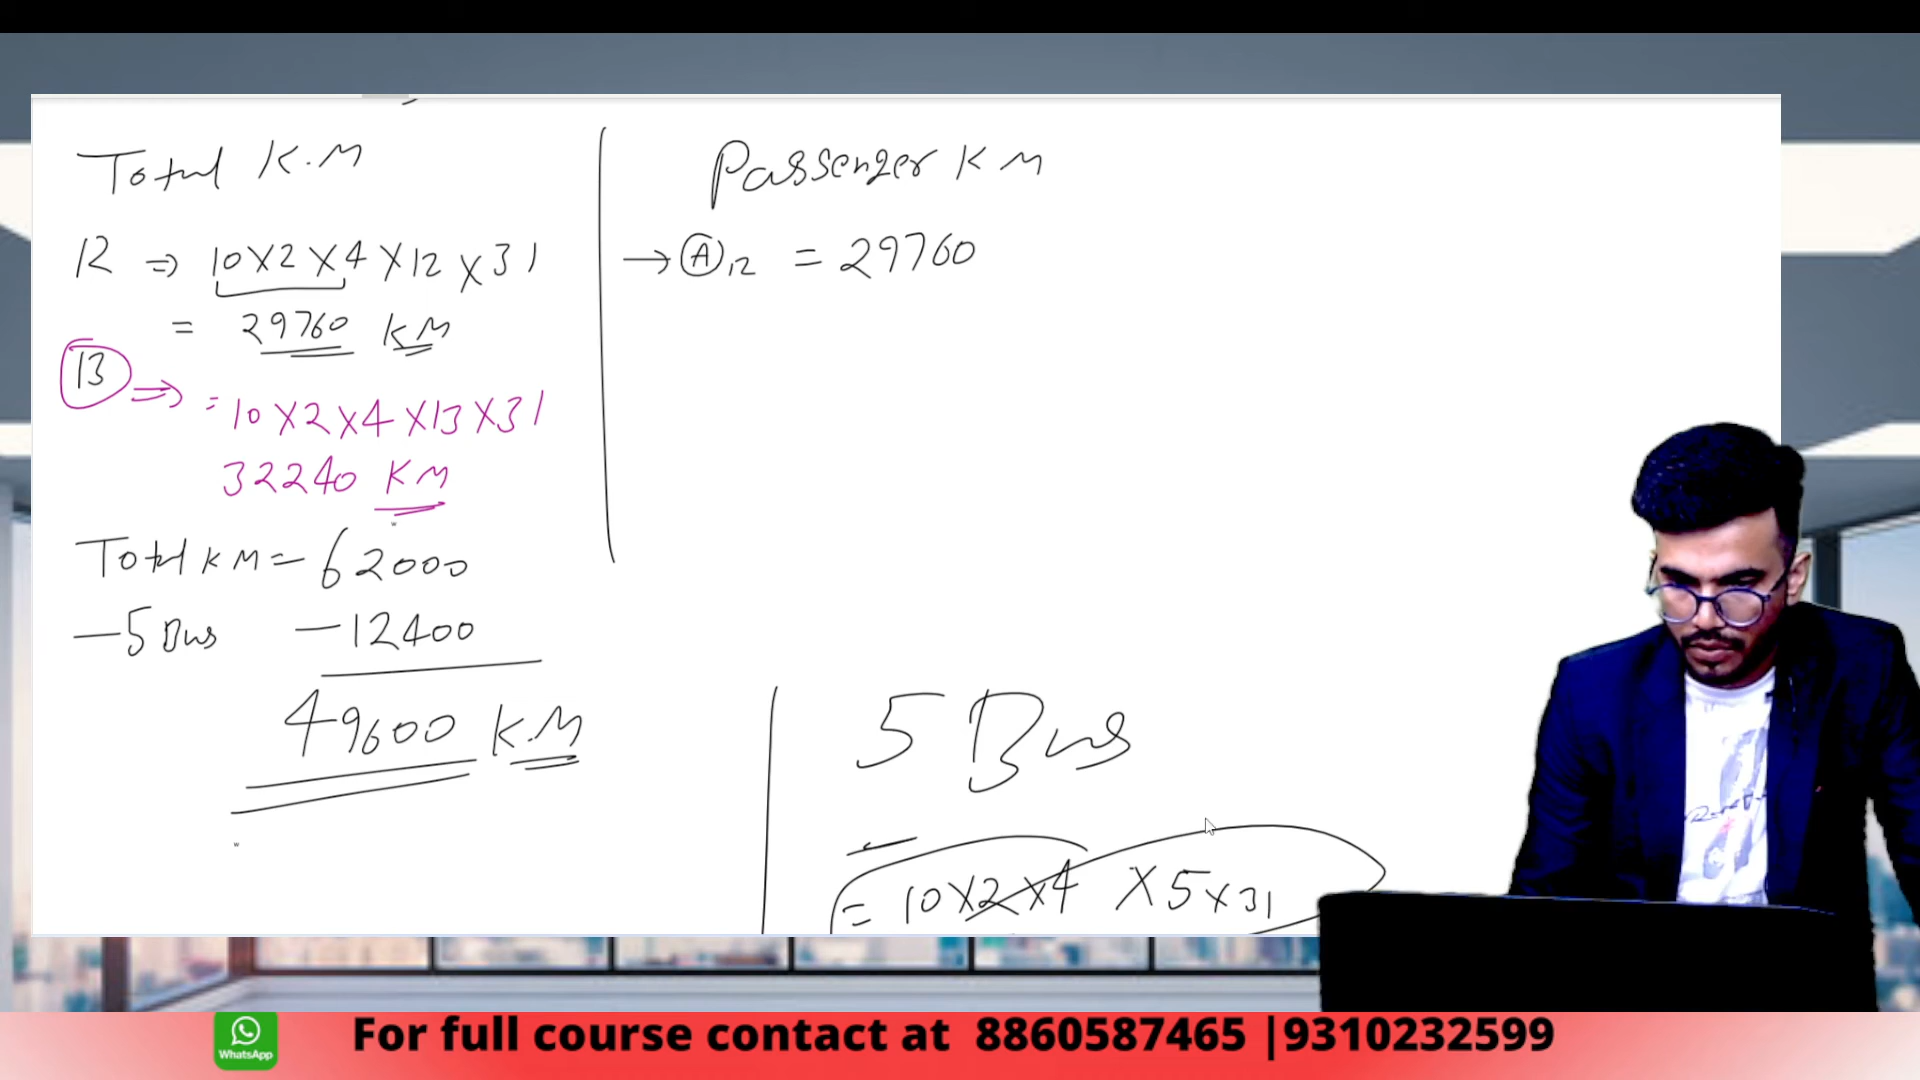 Total K.M
12 ⇒ 10×2×4×12×31
= 29760 KM
13 ⇒ =10×2×4×13×31
32240 KM
Total KM = 62000
—5 Bus —12400
49600 K.M
Passenger KM
→ A 12 = 29760
5 Bus
= 10×2×4 ×5×31
WhatsApp
For full course contact at 8860587465 |9310232599